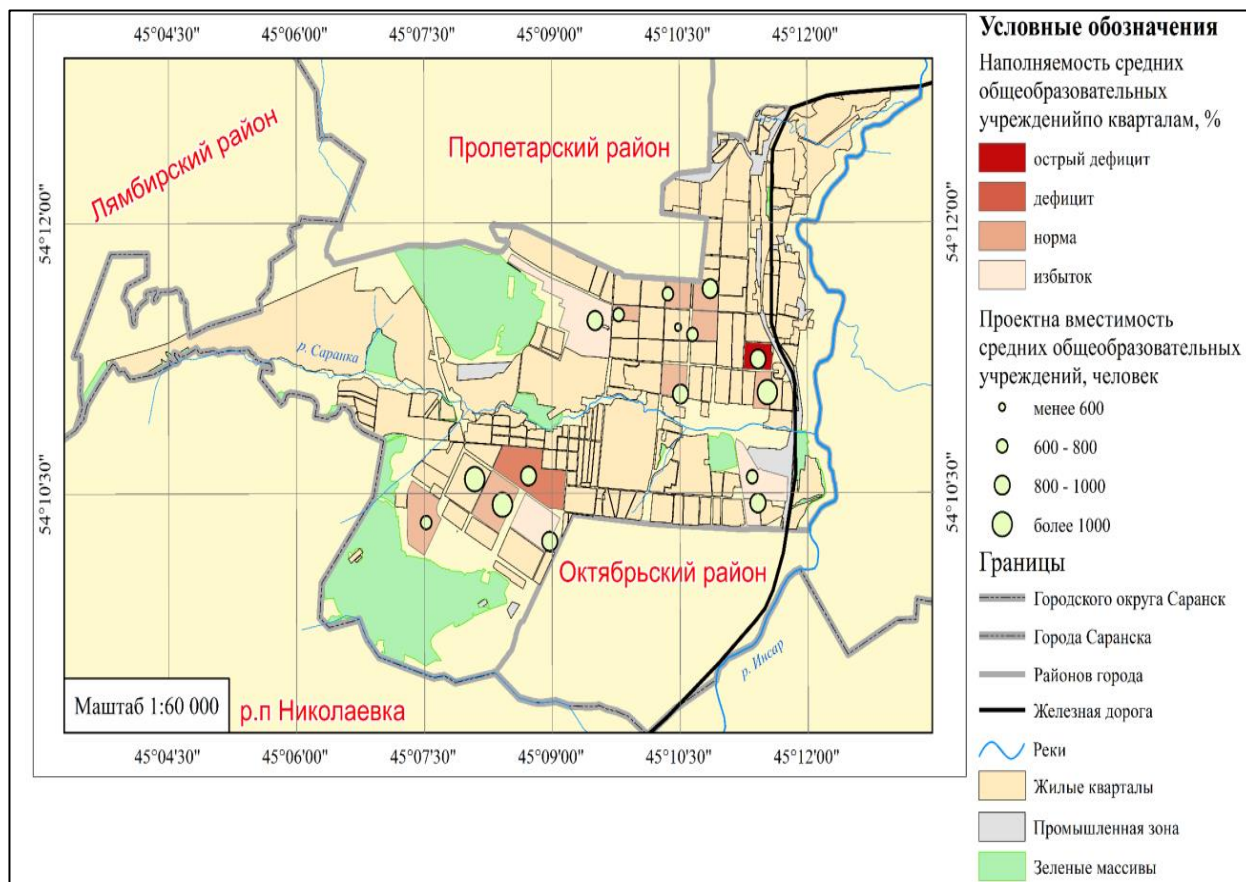 45°04'30" 45°06'00" 45°07'30" 45°09'00" 45°10'30" 45°12'00"
Лямбирский район
Пролетарский район
54°12'00"
54°12'00"
р. Саранка
54°10'30"
54°10'30"
Октябрьский район
р. Инсар
р.п Николаевка
Маштаб 1:60 000
45°04'30" 45°06'00" 45°07'30" 45°09'00" 45°10'30" 45°12'00"
Условные обозначения
Наполняемость средних
общеобразовательных
учрежденийпо кварталам, %
острый дефицит
дефицит
норма
избыток
Проектна вместимость
средних общеобразовательных
учреждений, человек
менее 600
600 - 800
800 - 1000
более 1000
Границы
Городского округа Саранск
Города Саранска
Районов города
Железная дорога
Реки
Жилые кварталы
Промышленная зона
Зеленые массивы